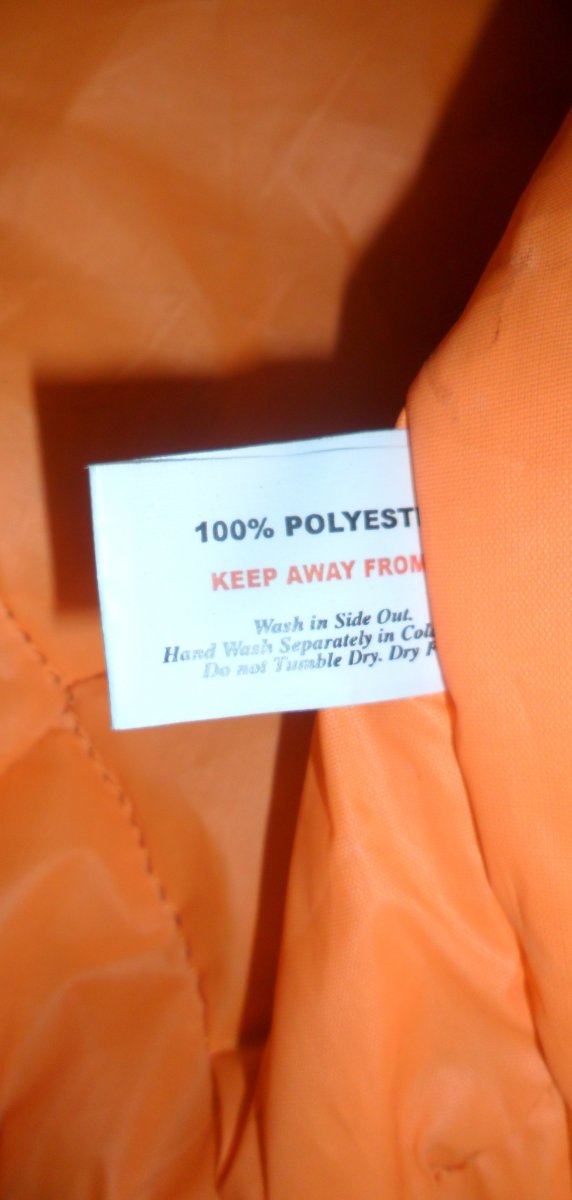 100% POLYEST
KEEP AWAY FROM
Wash in Side Out.
Hand Wash Separately in Col
Do not Tumble Dry. Dry